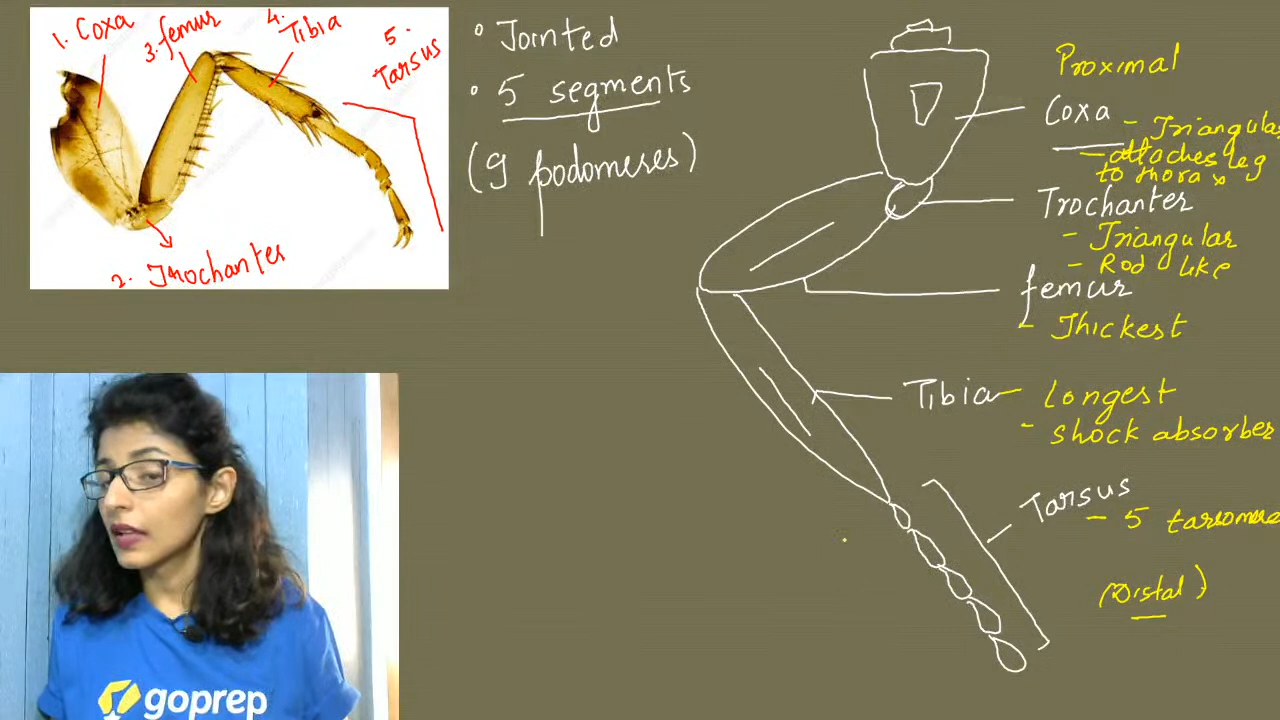 1. Coxa
3. femur
4. Tibia
5. Tarsus
2. Trochanter
• Jointed
• 5 segments
(9 podomeres)
Proximal
Coxa - Triangular
- attaches leg
to thorax
Trochanter
- Triangular
- Rod like
femur
- Thickest
Tibia - Longest
- shock absorber
Tarsus
- 5 tarsomere
(Distal)
goprep